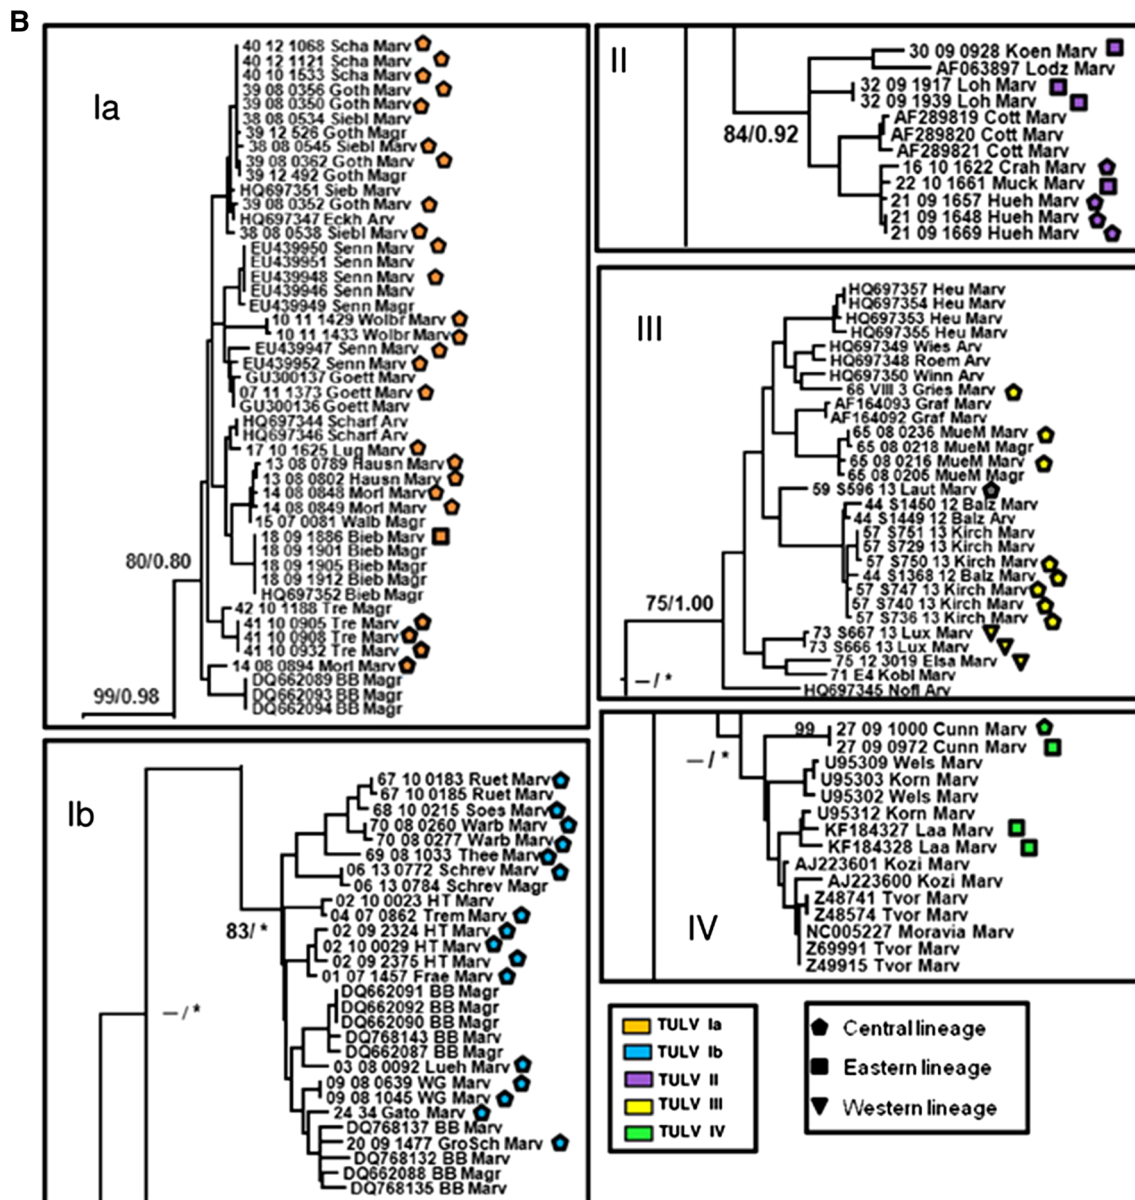 B
Ia
40 12 1068 Scha Marv
40 12 1121 Scha Marv
40 10 1533 Scha Marv
39 08 0356 Goth Marv
39 08 0350 Goth Marv
38 08 0534 Siebl Marv
39 12 526 Goth Magr
38 08 0545 Siebl Marv
39 08 0362 Goth Marv
39 12 492 Goth Magr
HQ697351 Sieb Marv
39 08 0352 Goth Marv
HQ697347 Eckh Arv
38 08 0538 Siebl Marv
EU439950 Senn Marv
EU439951 Senn Marv
EU439948 Senn Marv
EU439946 Senn Marv
EU439949 Senn Magr
10 11 1429 Wolbr Marv
10 11 1433 Wolbr Marv
EU439947 Senn Marv
EU439952 Senn Marv
GU300137 Goett Marv
07 11 1373 Goett Marv
GU300136 Goett Marv
HQ697344 Scharf Arv
HQ697346 Scharf Arv
17 10 1625 Lug Marv
13 08 0789 Hausn Marv
13 08 0802 Hausn Marv
14 08 0848 Morl Marv
14 08 0849 Morl Marv
15 07 0081 Walb Magr
18 09 1886 Bieb Marv
18 09 1901 Bieb Magr
18 09 1905 Bieb Magr
18 09 1912 Bieb Magr
HQ697352 Bieb Magr
42 10 1188 Tre Magr
41 10 0905 Tre Marv
41 10 0908 Tre Marv
41 10 0932 Tre Marv
14 08 0894 Morl Marv
DQ662089 BB Magr
DQ662093 BB Magr
DQ662094 BB Magr
80/0.80
99/0.98
Ib
67 10 0183 Ruet Marv
67 10 0185 Ruet Marv
68 10 0215 Soes Marv
70 08 0260 Warb Marv
70 08 0277 Warb Marv
69 08 1033 Thee Marv
06 13 0772 Schrev Marv
06 13 0784 Schrev Magr
02 10 0023 HT Marv
04 07 0862 Trem Marv
02 09 2324 HT Marv
02 10 0029 HT Marv
02 09 2375 HT Marv
01 07 1457 Frae Marv
DQ662091 BB Magr
DQ662092 BB Magr
DQ662090 BB Magr
DQ768143 BB Marv
DQ662087 BB Magr
03 08 0092 Lueh Marv
09 08 0639 WG Marv
09 08 1045 WG Marv
24 34 Gato Marv
DQ768137 BB Marv
20 09 1477 GroSch Marv
DQ768132 BB Marv
DQ662088 BB Magr
DQ768135 BB Marv
83/ *
— / *
II
30 09 0928 Koen Marv
AF063897 Lodz Marv
32 09 1917 Loh Marv
32 09 1939 Loh Marv
AF289819 Cott Marv
AF289820 Cott Marv
AF289821 Cott Marv
16 10 1622 Crah Marv
22 10 1661 Muck Marv
21 09 1657 Hueh Marv
21 09 1648 Hueh Marv
21 09 1669 Hueh Marv
84/0.92
III
HQ697357 Heu Marv
HQ697354 Heu Marv
HQ697353 Heu Marv
HQ697355 Heu Marv
HQ697349 Wies Arv
HQ697348 Roem Arv
HQ697350 Winn Arv
66 VIII 3 Gries Marv
AF164093 Graf Marv
AF164092 Graf Marv
65 08 0236 MueM Marv
65 08 0218 MueM Magr
65 08 0216 MueM Marv
65 08 0205 MueM Magr
59 S596 13 Laut Marv
44 S1450 12 Balz Marv
44 S1449 12 Balz Arv
57 S751 13 Kirch Marv
57 S729 13 Kirch Marv
57 S750 13 Kirch Marv
44 S1368 12 Balz Marv
57 S747 13 Kirch Marv
57 S740 13 Kirch Marv
57 S736 13 Kirch Marv
73 S667 13 Lux Marv
73 S666 13 Lux Marv
75 12 3019 Elsa Marv
71 E4 Kobl Marv
HQ697345 Nofl Arv
75/1.00
— / *
IV
99
27 09 1000 Cunn Marv
27 09 0972 Cunn Marv
U95309 Wels Marv
U95303 Korn Marv
U95302 Wels Marv
U95312 Korn Marv
KF184327 Laa Marv
KF184328 Laa Marv
AJ223601 Kozi Marv
AJ223600 Kozi Marv
Z48741 Tvor Marv
Z48574 Tvor Marv
NC005227 Moravia Marv
Z69991 Tvor Marv
Z49915 Tvor Marv
— / *
TULV Ia
TULV Ib
TULV II
TULV III
TULV IV
Central lineage
Eastern lineage
Western lineage